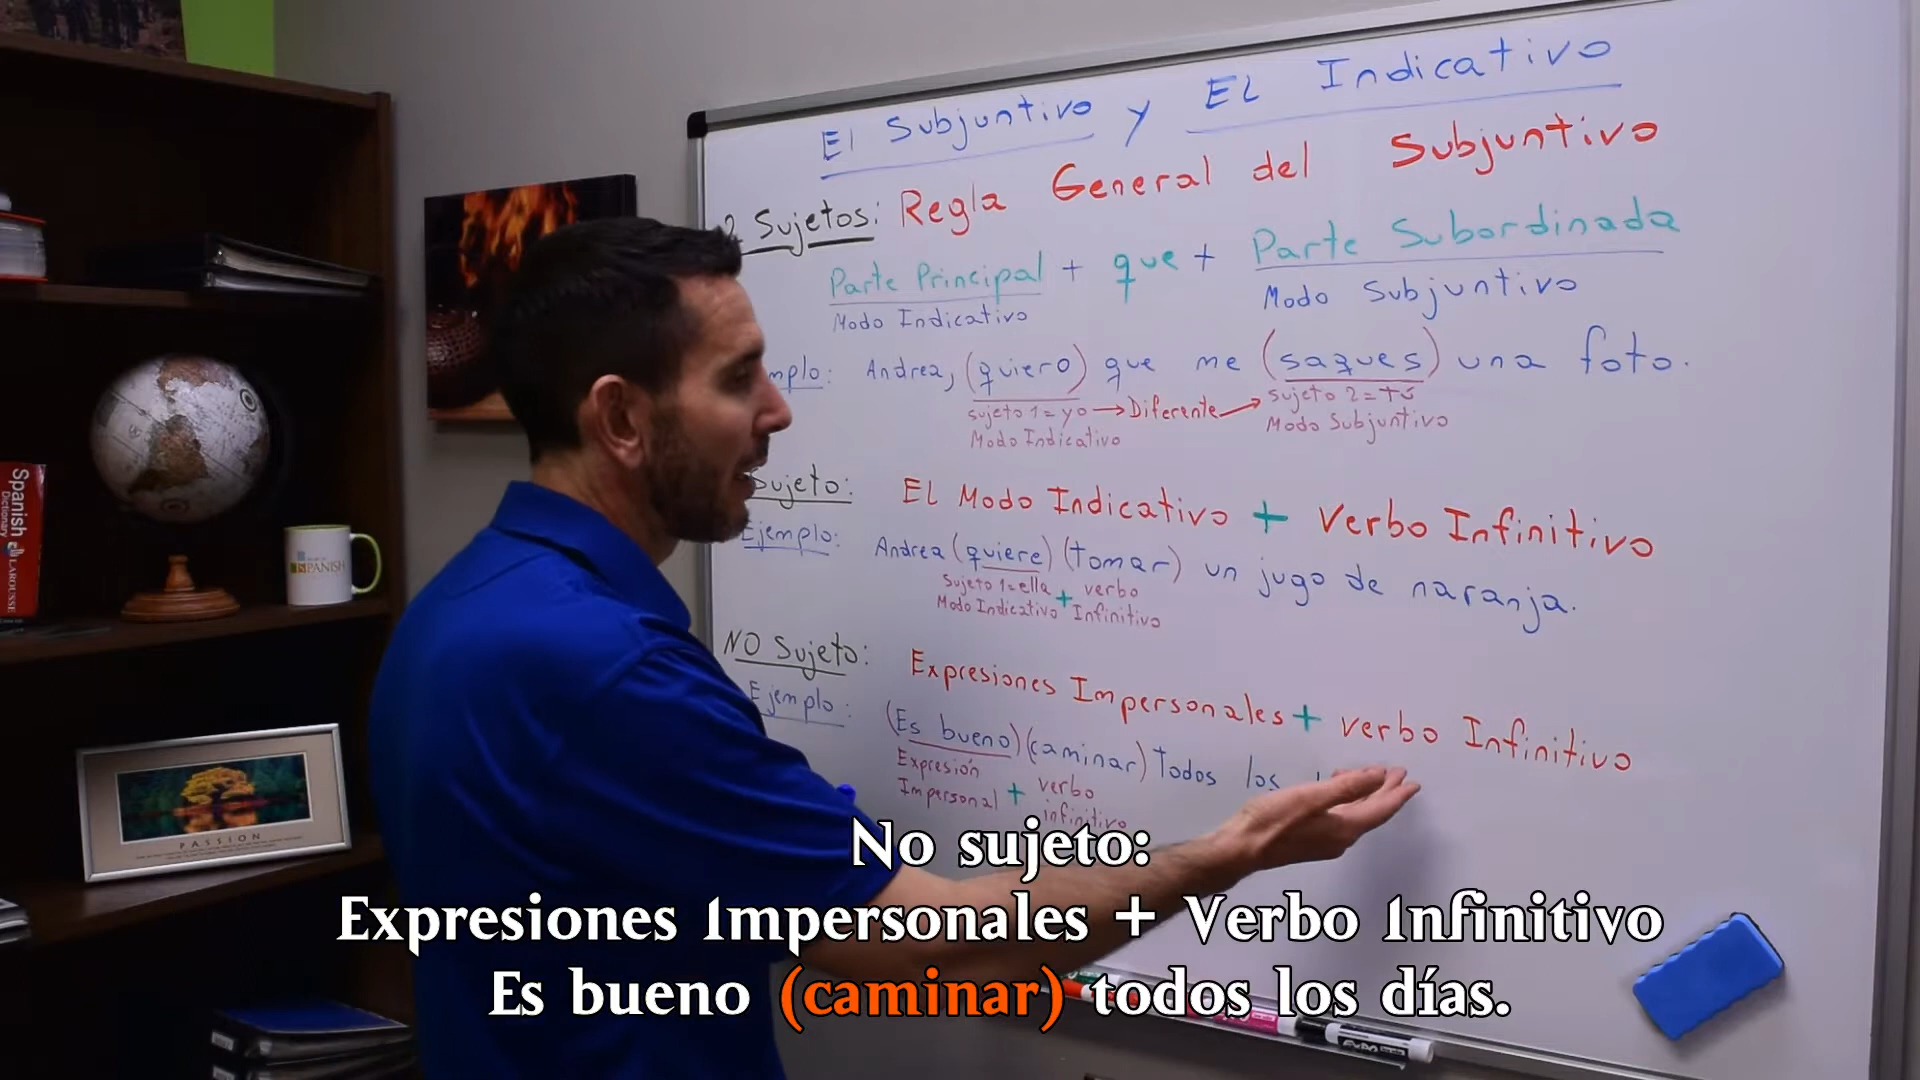 El Subjuntivo y El Indicativo
2 Sujetos: Regla General del Subjuntivo
Parte Principal + que + Parte Subordinada
Modo Indicativo Modo Subjuntivo
mplo: Andrea, (quiero) que me (saques) una foto.
sujeto 1 = yo → Diferente → sujeto 2 = tú
Modo Indicativo Modo Subjuntivo
Sujeto: El Modo Indicativo + Verbo Infinitivo
Ejemplo: Andrea (quiere) (tomar) un jugo de naranja.
Sujeto 1 = ella + verbo
Modo Indicativo Infinitivo
NO Sujeto: Expresiones Impersonales + verbo Infinitivo
Ejemplo: (Es bueno) (caminar) Todos los
Expresión + verbo
Impersonal infinitivo
No sujeto:
Expresiones Impersonales + Verbo Infinitivo
Es bueno (caminar) todos los días.
Spanish
Dictionary
LAROUSSE
SPANISH
PASSION
EXPO